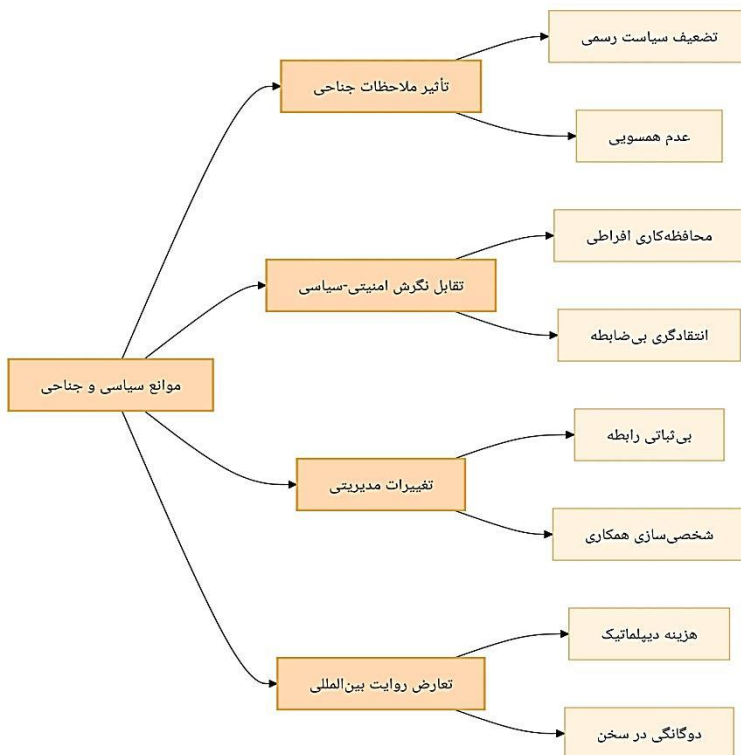 موانع سیاسی و جناحی
تأثیر ملاحظات جناحی
تضعیف سیاست رسمی
عدم همسویی
تقابل نگرش امنیتی-سیاسی
محافظه‌کاری افراطی
انتقادگری بی‌ضابطه
تغییرات مدیریتی
بی‌ثباتی رابطه
شخصی‌سازی همکاری
تعارض روایت بین‌المللی
هزینه دیپلماتیک
دوگانگی در سخن